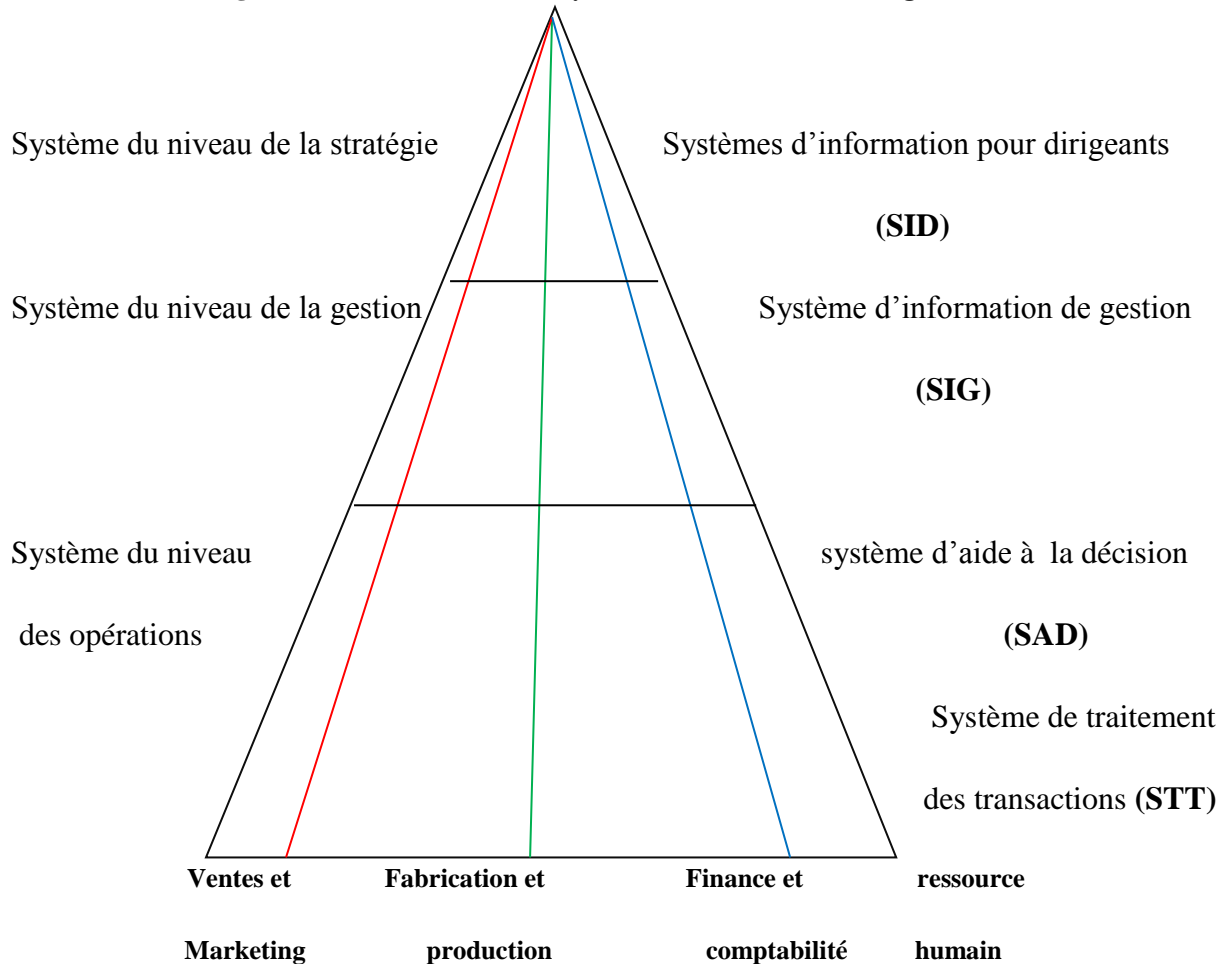 Système du niveau de la stratégie
Systèmes d’information pour dirigeants
(SID)
Système du niveau de la gestion
Système d’information de gestion
(SIG)
Système du niveau
système d’aide à la décision
des opérations
(SAD)
Système de traitement
des transactions (STT)
Ventes et Fabrication et Finance et ressource
Marketing production comptabilité humain